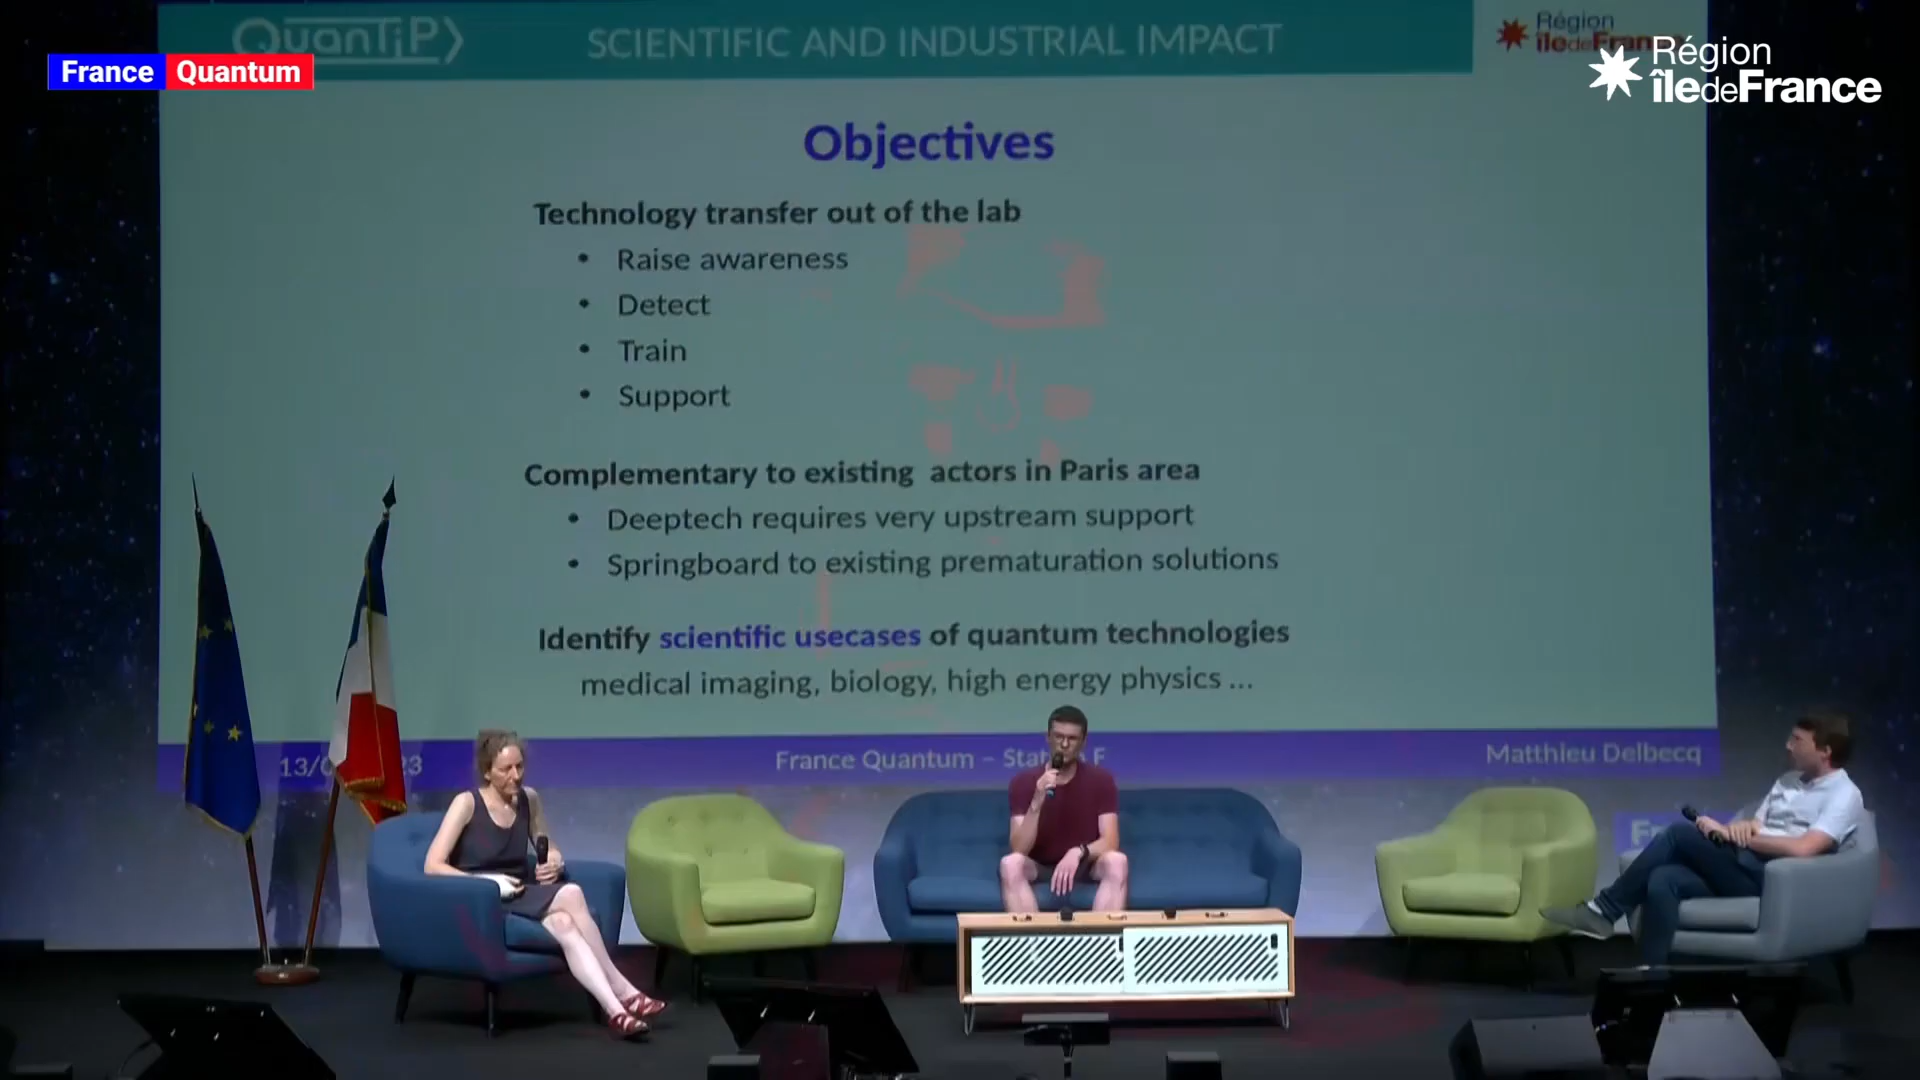 QuanTiP
SCIENTIFIC AND INDUSTRIAL IMPACT
Région
îledeFrance
France Quantum
Région
îledeFrance
Objectives
Technology transfer out of the lab
• Raise awareness
• Detect
• Train
• Support
Complementary to existing actors in Paris area
• Deeptech requires very upstream support
• Springboard to existing prematuration solutions
Identify scientific usecases of quantum technologies
medical imaging, biology, high energy physics ...
France Quantum –
Matthieu Delbecq